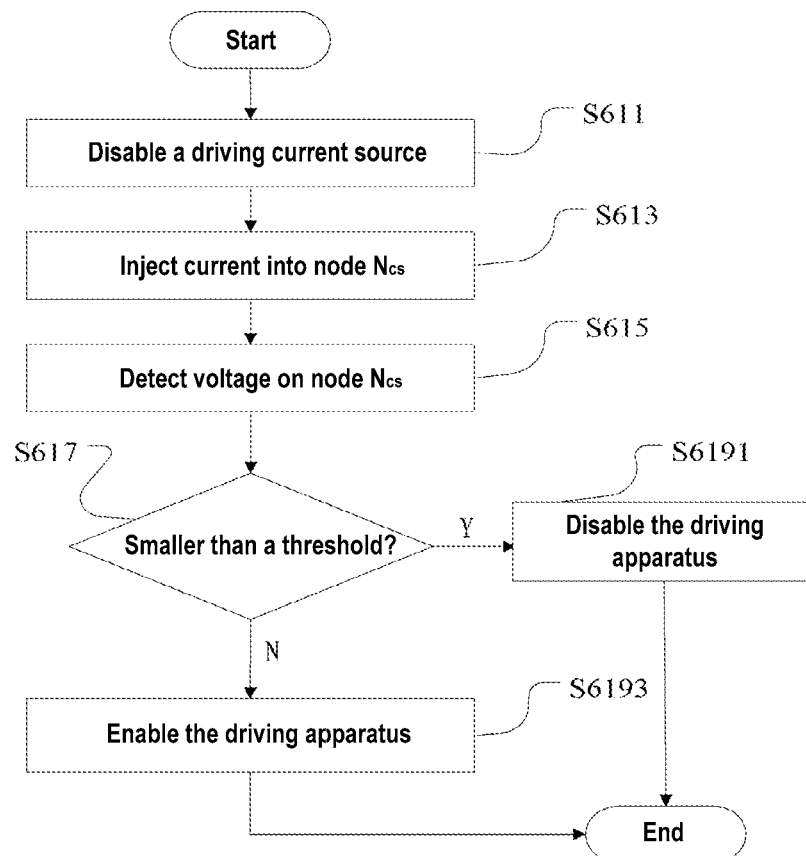 Start
S611
Disable a driving current source
S613
Inject current into node Ncs
S615
Detect voltage on node Ncs
S617
S6191
Smaller than a threshold?
Y
Disable the driving
apparatus
N
S6193
Enable the driving apparatus
End